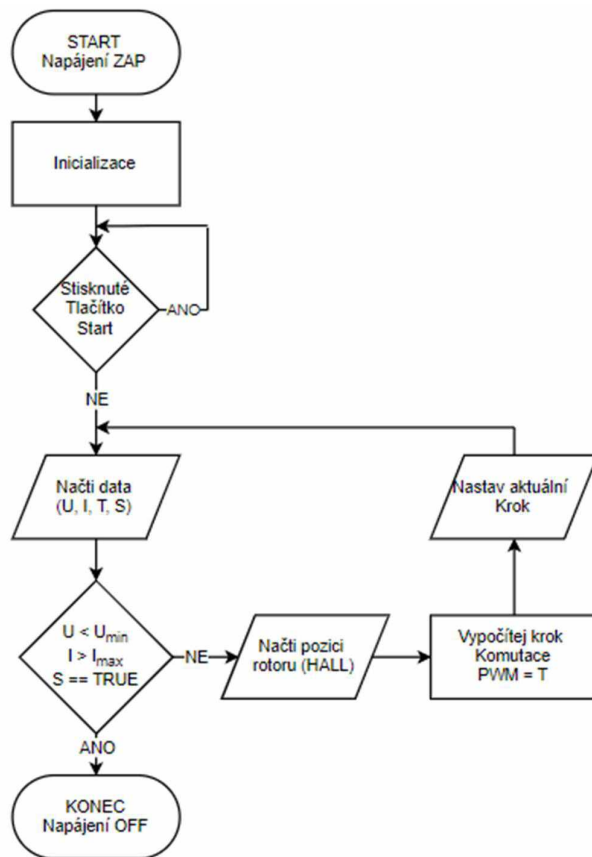 START
Napájení ZAP
Inicializace
Stisknuté
Tlačítko
Start
ANO
NE
Načti data
(U, I, T, S)
Nastav aktuální
Krok
U < Umin
I > Imax
S == TRUE
NE
Načti pozici
rotoru (HALL)
Vypočítej krok
Komutace
PWM = T
ANO
KONEC
Napájení OFF